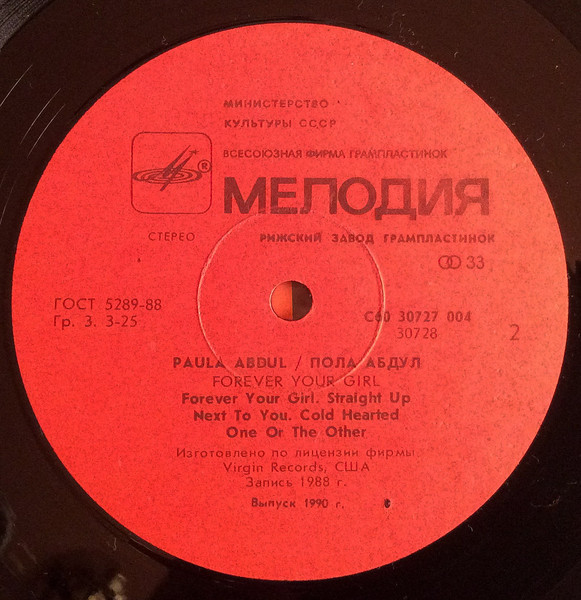 МИНИСТЕРСТВО
КУЛЬТУРЫ СССР
ВСЕСОЮЗНАЯ ФИРМА ГРАМПЛАСТИНОК
®
МЕЛОДИЯ
СТЕРЕО
РИЖСКИЙ ЗАВОД ГРАМПЛАСТИНОК
33
ГОСТ 5289-88
Гр. 3. 3-25
С60 30727 004
30728
2
PAULA ABDUL / ПОЛА АБДУЛ
FOREVER YOUR GIRL
Forever Your Girl. Straight Up
Next To You. Cold Hearted
One Or The Other
Изготовлено по лицензии фирмы
Virgin Records, США
Запись 1988 г.
Выпуск 1990 г.